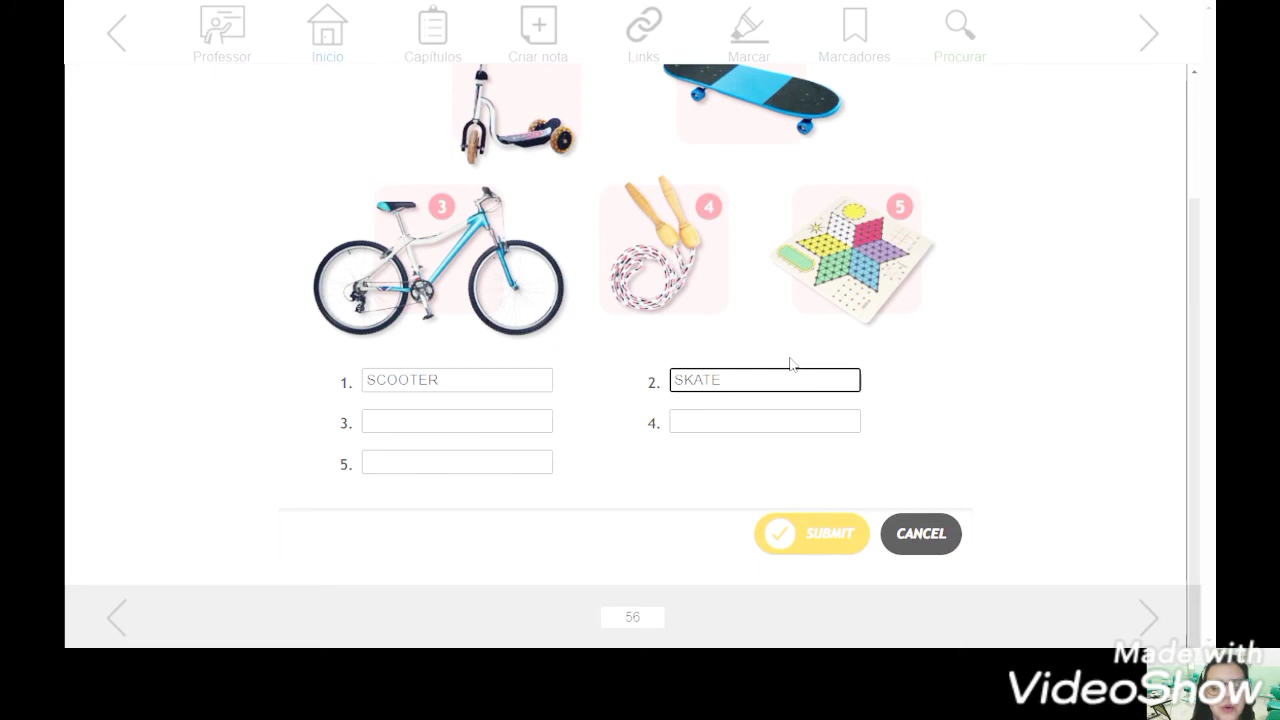 Professor Inicio Capítulos Criar nota Links Marcar Marcadores Procurar
3 4 5
1. SCOOTER 2. SKATE
3. 4.
5.
SUBMIT CANCEL
56
Made with
VideoShow